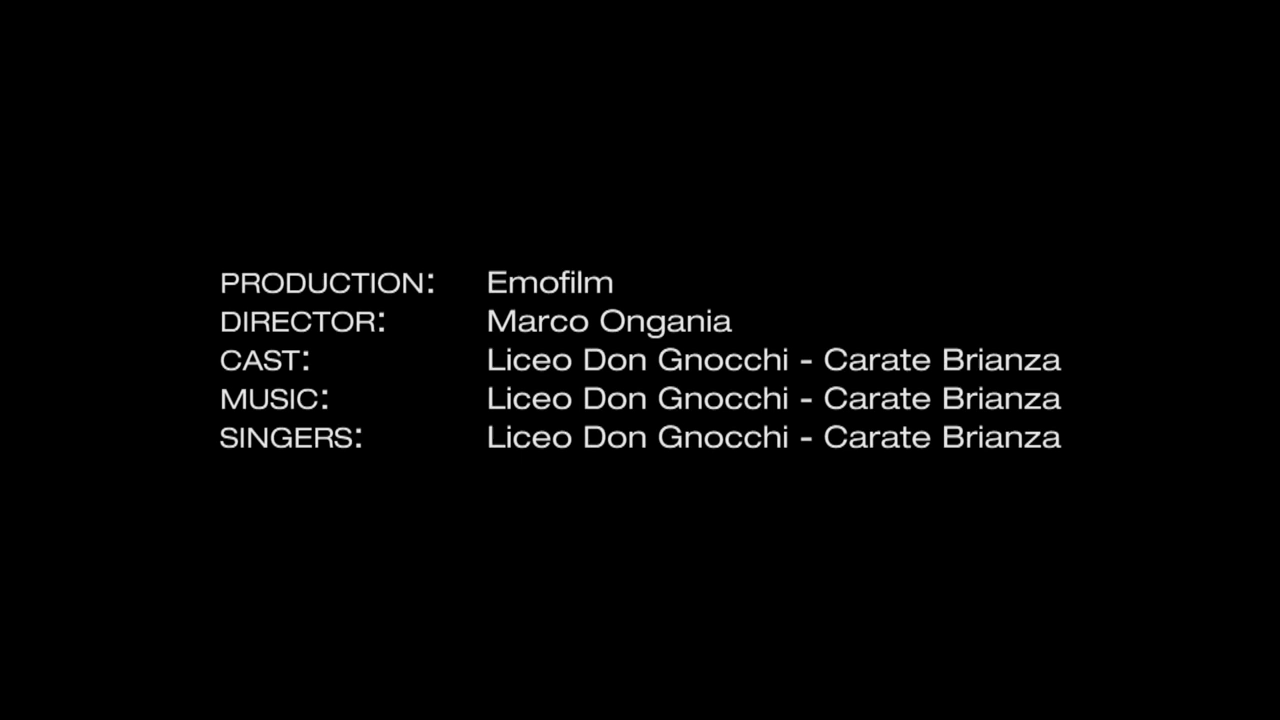 PRODUCTION: Emofilm
DIRECTOR: Marco Ongania
CAST: Liceo Don Gnocchi - Carate Brianza
MUSIC: Liceo Don Gnocchi - Carate Brianza
SINGERS: Liceo Don Gnocchi - Carate Brianza